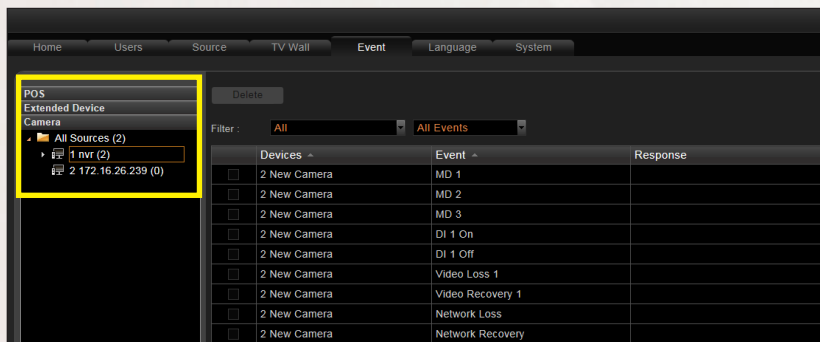 Home Users Source TV Wall Event Language System
POS
Extended Device
Camera
All Sources (2)
1 nvr (2)
2 172.16.26.239 (0)
Delete
Filter : All All Events
Devices Event Response
2 New Camera MD 1
2 New Camera MD 2
2 New Camera MD 3
2 New Camera DI 1 On
2 New Camera DI 1 Off
2 New Camera Video Loss 1
2 New Camera Video Recovery 1
2 New Camera Network Loss
2 New Camera Network Recovery